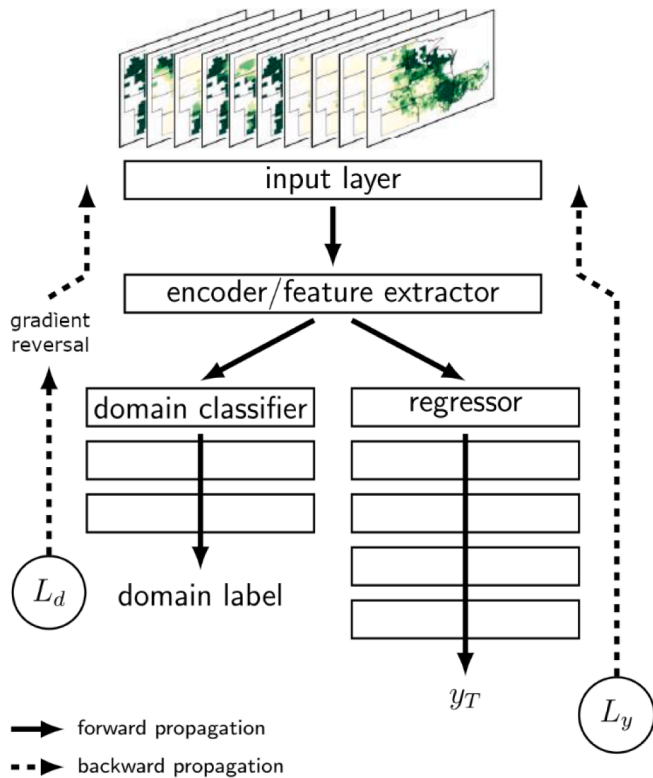 input layer
encoder/feature extractor
gradient
reversal
domain classifier
regressor
$L_d$
domain label
$y_T$
$L_y$
forward propagation
backward propagation